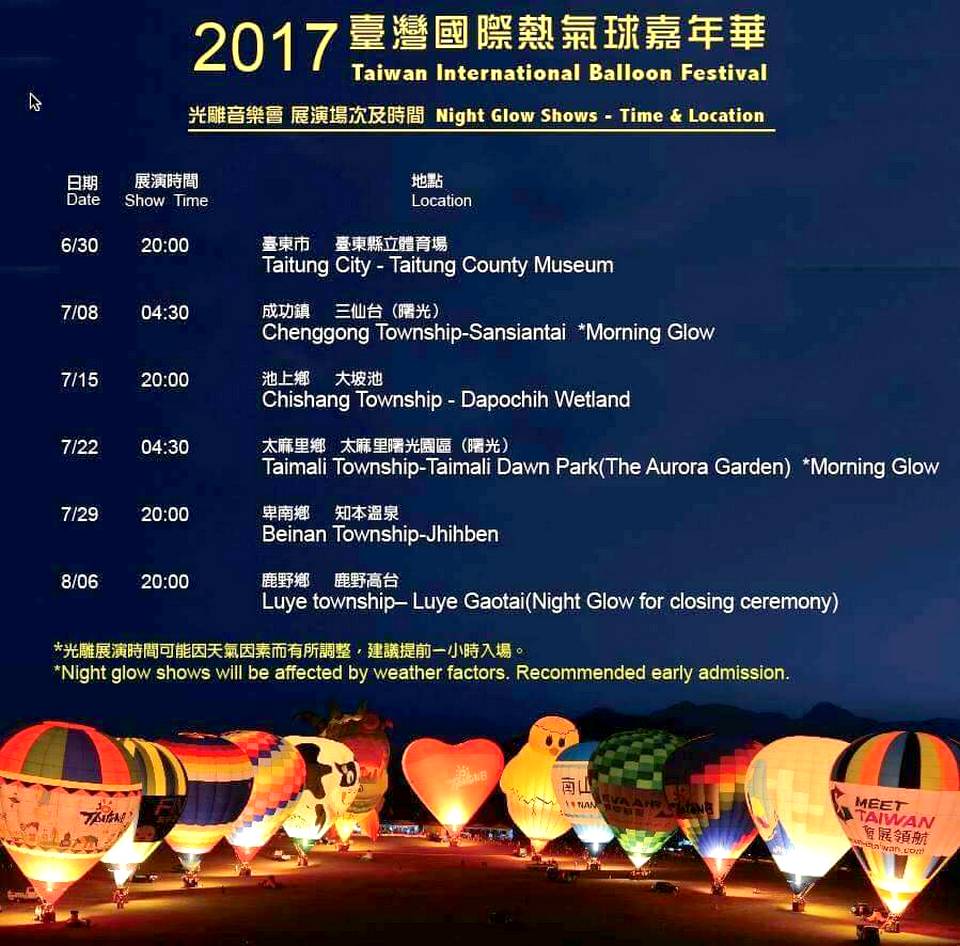 2017 臺灣國際熱氣球嘉年華
Taiwan International Balloon Festival
光雕音樂會 展演場次及時間 Night Glow Shows - Time & Location
日期 展演時間 地點
Date Show Time Location
6/30 20:00 臺東市 臺東縣立體育場
Taitung City - Taitung County Museum
7/08 04:30 成功鎮 三仙台（曙光）
Chenggong Township-Sansiantai *Morning Glow
7/15 20:00 池上鄉 大坡池
Chishang Township - Dapochih Wetland
7/22 04:30 太麻里鄉 太麻里曙光園區（曙光）
Taimali Township-Taimali Dawn Park(The Aurora Garden) *Morning Glow
7/29 20:00 卑南鄉 知本溫泉
Beinan Township-Jhihben
8/06 20:00 鹿野鄉 鹿野高台
Luye township– Luye Gaotai(Night Glow for closing ceremony)
*光雕展演時間可能因天氣因素而有所調整，建議提前一小時入場。
*Night glow shows will be affected by weather factors. Recommended early admission.
南山
EVA AIR
MEET
TAIWAN
會展領航